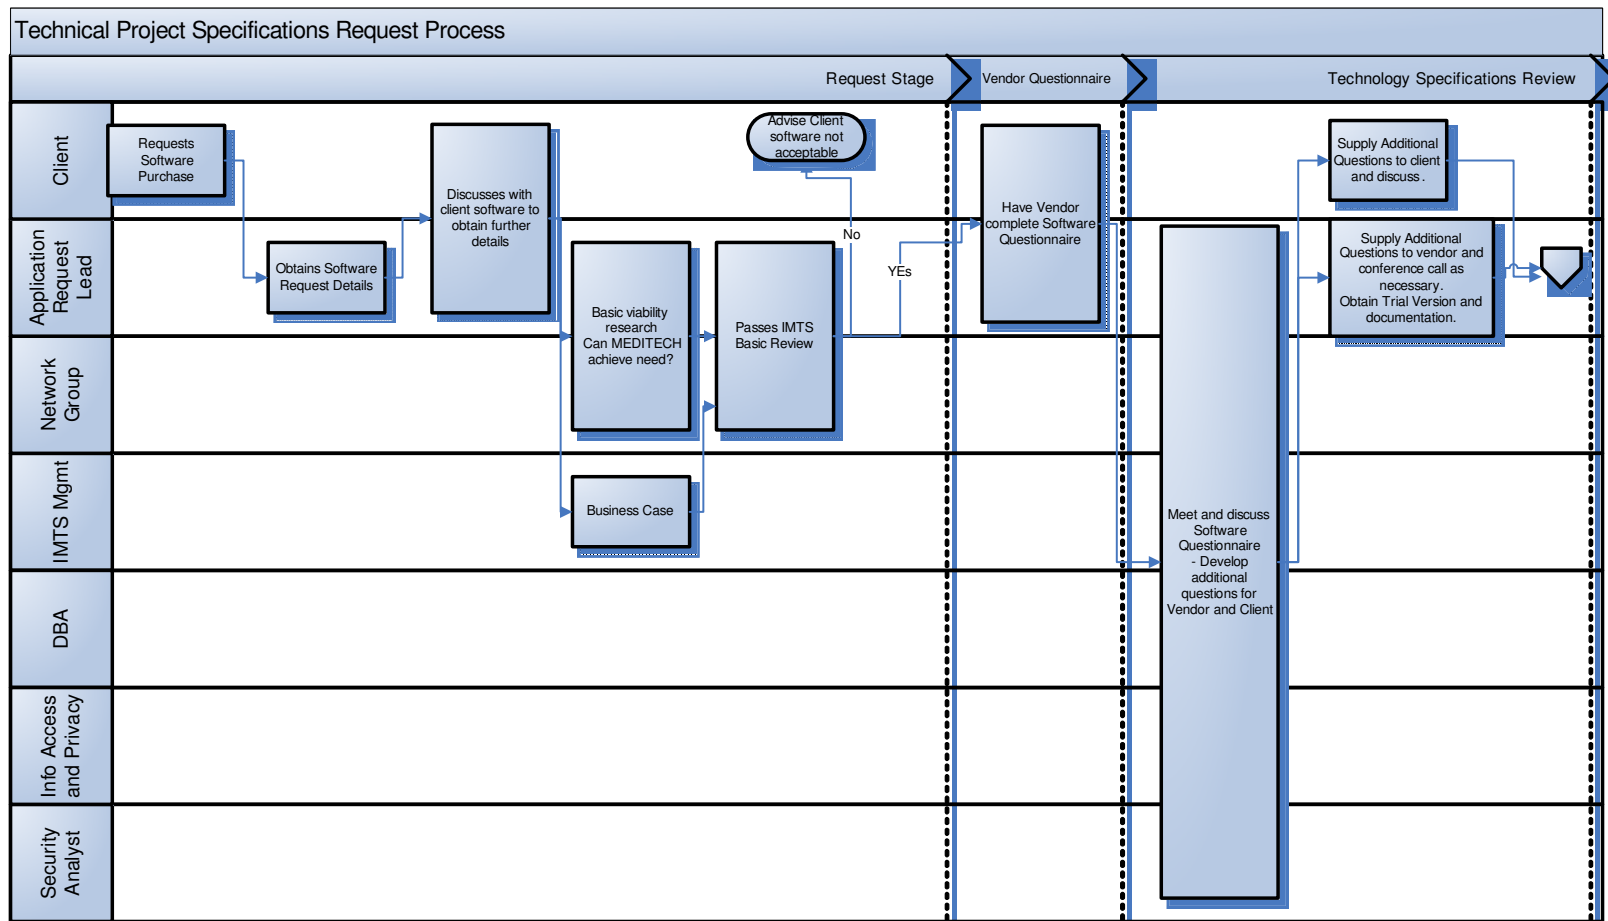 Technical Project Specifications Request Process
Request Stage
Vendor Questionnaire
Technology Specifications Review
Client
Requests
Software
Purchase
Discusses with
client software to
obtain further
details
Advise Client
software not
acceptable
Have Vendor
complete Software
Questionnaire
Supply Additional
Questions to client
and discuss .
Application
Request
Lead
Obtains Software
Request Details
Basic viability
research
Can MEDITECH
achieve need?
Passes IMTS
Basic Review
No
YEs
Supply Additional
Questions to vendor and
conference call as
necessary.
Obtain Trial Version and
documentation.
Network
Group
IMTS Mgmt
Business Case
Meet and discuss
Software
Questionnaire
- Develop
additional
questions for
Vendor and Client
DBA
Info Access
and Privacy
Security
Analyst